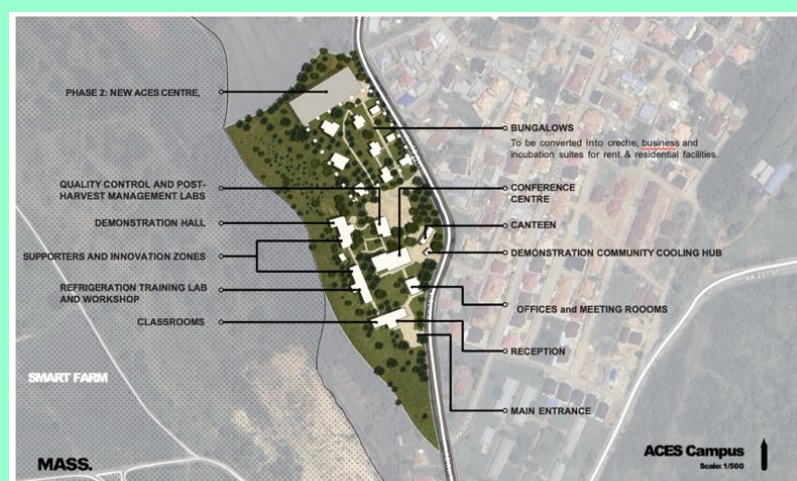 PHASE 2: NEW ACES CENTRE,
QUALITY CONTROL AND POST-
HARVEST MANAGEMENT LABS
DEMONSTRATION HALL
SUPPORTERS AND INNOVATION ZONES
REFRIGERATION TRAINING LAB
AND WORKSHOP
CLASSROOMS
SMART FARM
MASS.
BUNGALOWS
To be converted into creche, business and
incubation suites for rent & residential facilities.
CONFERENCE
CENTRE
CANTEEN
DEMONSTRATION COMMUNITY COOLING HUB
OFFICES and MEETING ROOOMS
RECEPTION
MAIN ENTRANCE
ACES Campus
Scale: 1/500